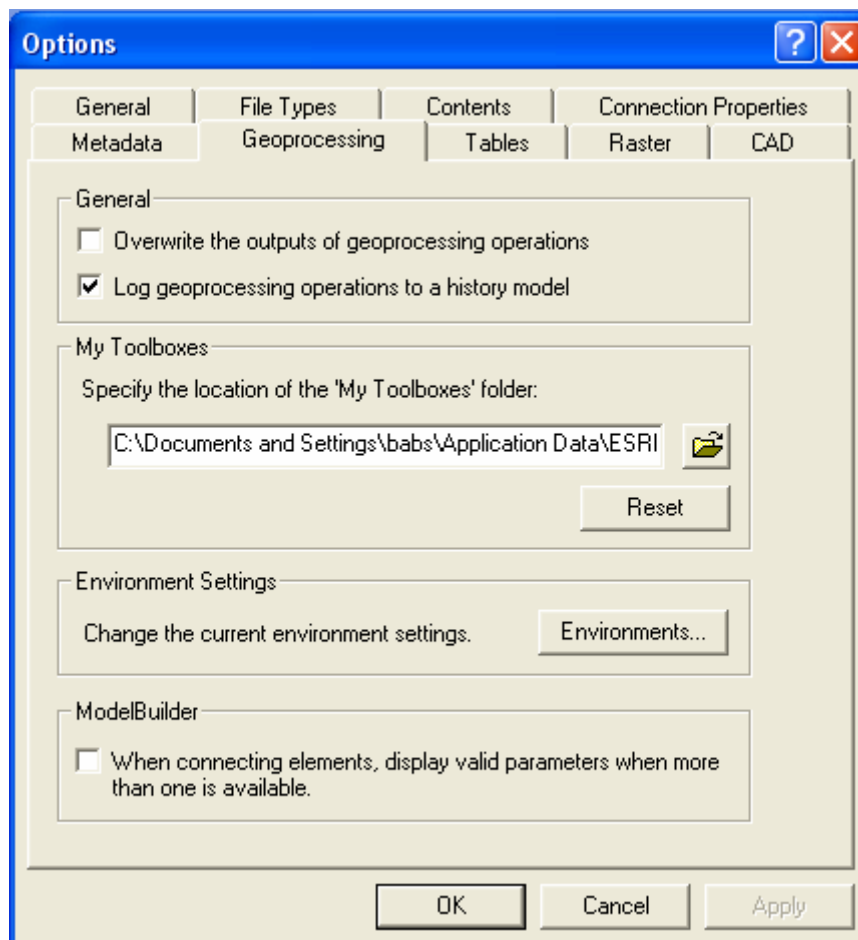 Options
General File Types Contents Connection Properties
Metadata Geoprocessing Tables Raster CAD
General
Overwrite the outputs of geoprocessing operations
Log geoprocessing operations to a history model
My Toolboxes
Specify the location of the 'My Toolboxes' folder:
C:\Documents and Settings\babs\Application Data\ESRI
Reset
Environment Settings
Change the current environment settings.
Environments...
ModelBuilder
When connecting elements, display valid parameters when more
than one is available.
OK Cancel Apply